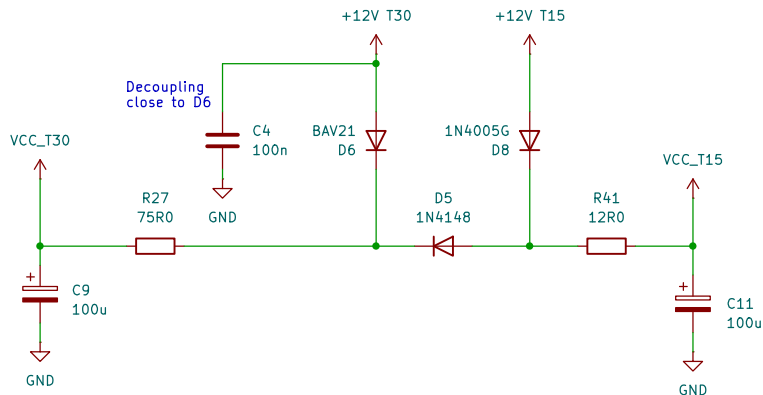 +12V T30
+12V T15
Decoupling
close to D6
C4
100n
BAV21
D6
1N4005G
D8
VCC_T30
VCC_T15
GND
R27
75R0
D5
1N4148
R41
12R0
+
C9
100u
+
C11
100u
GND
GND